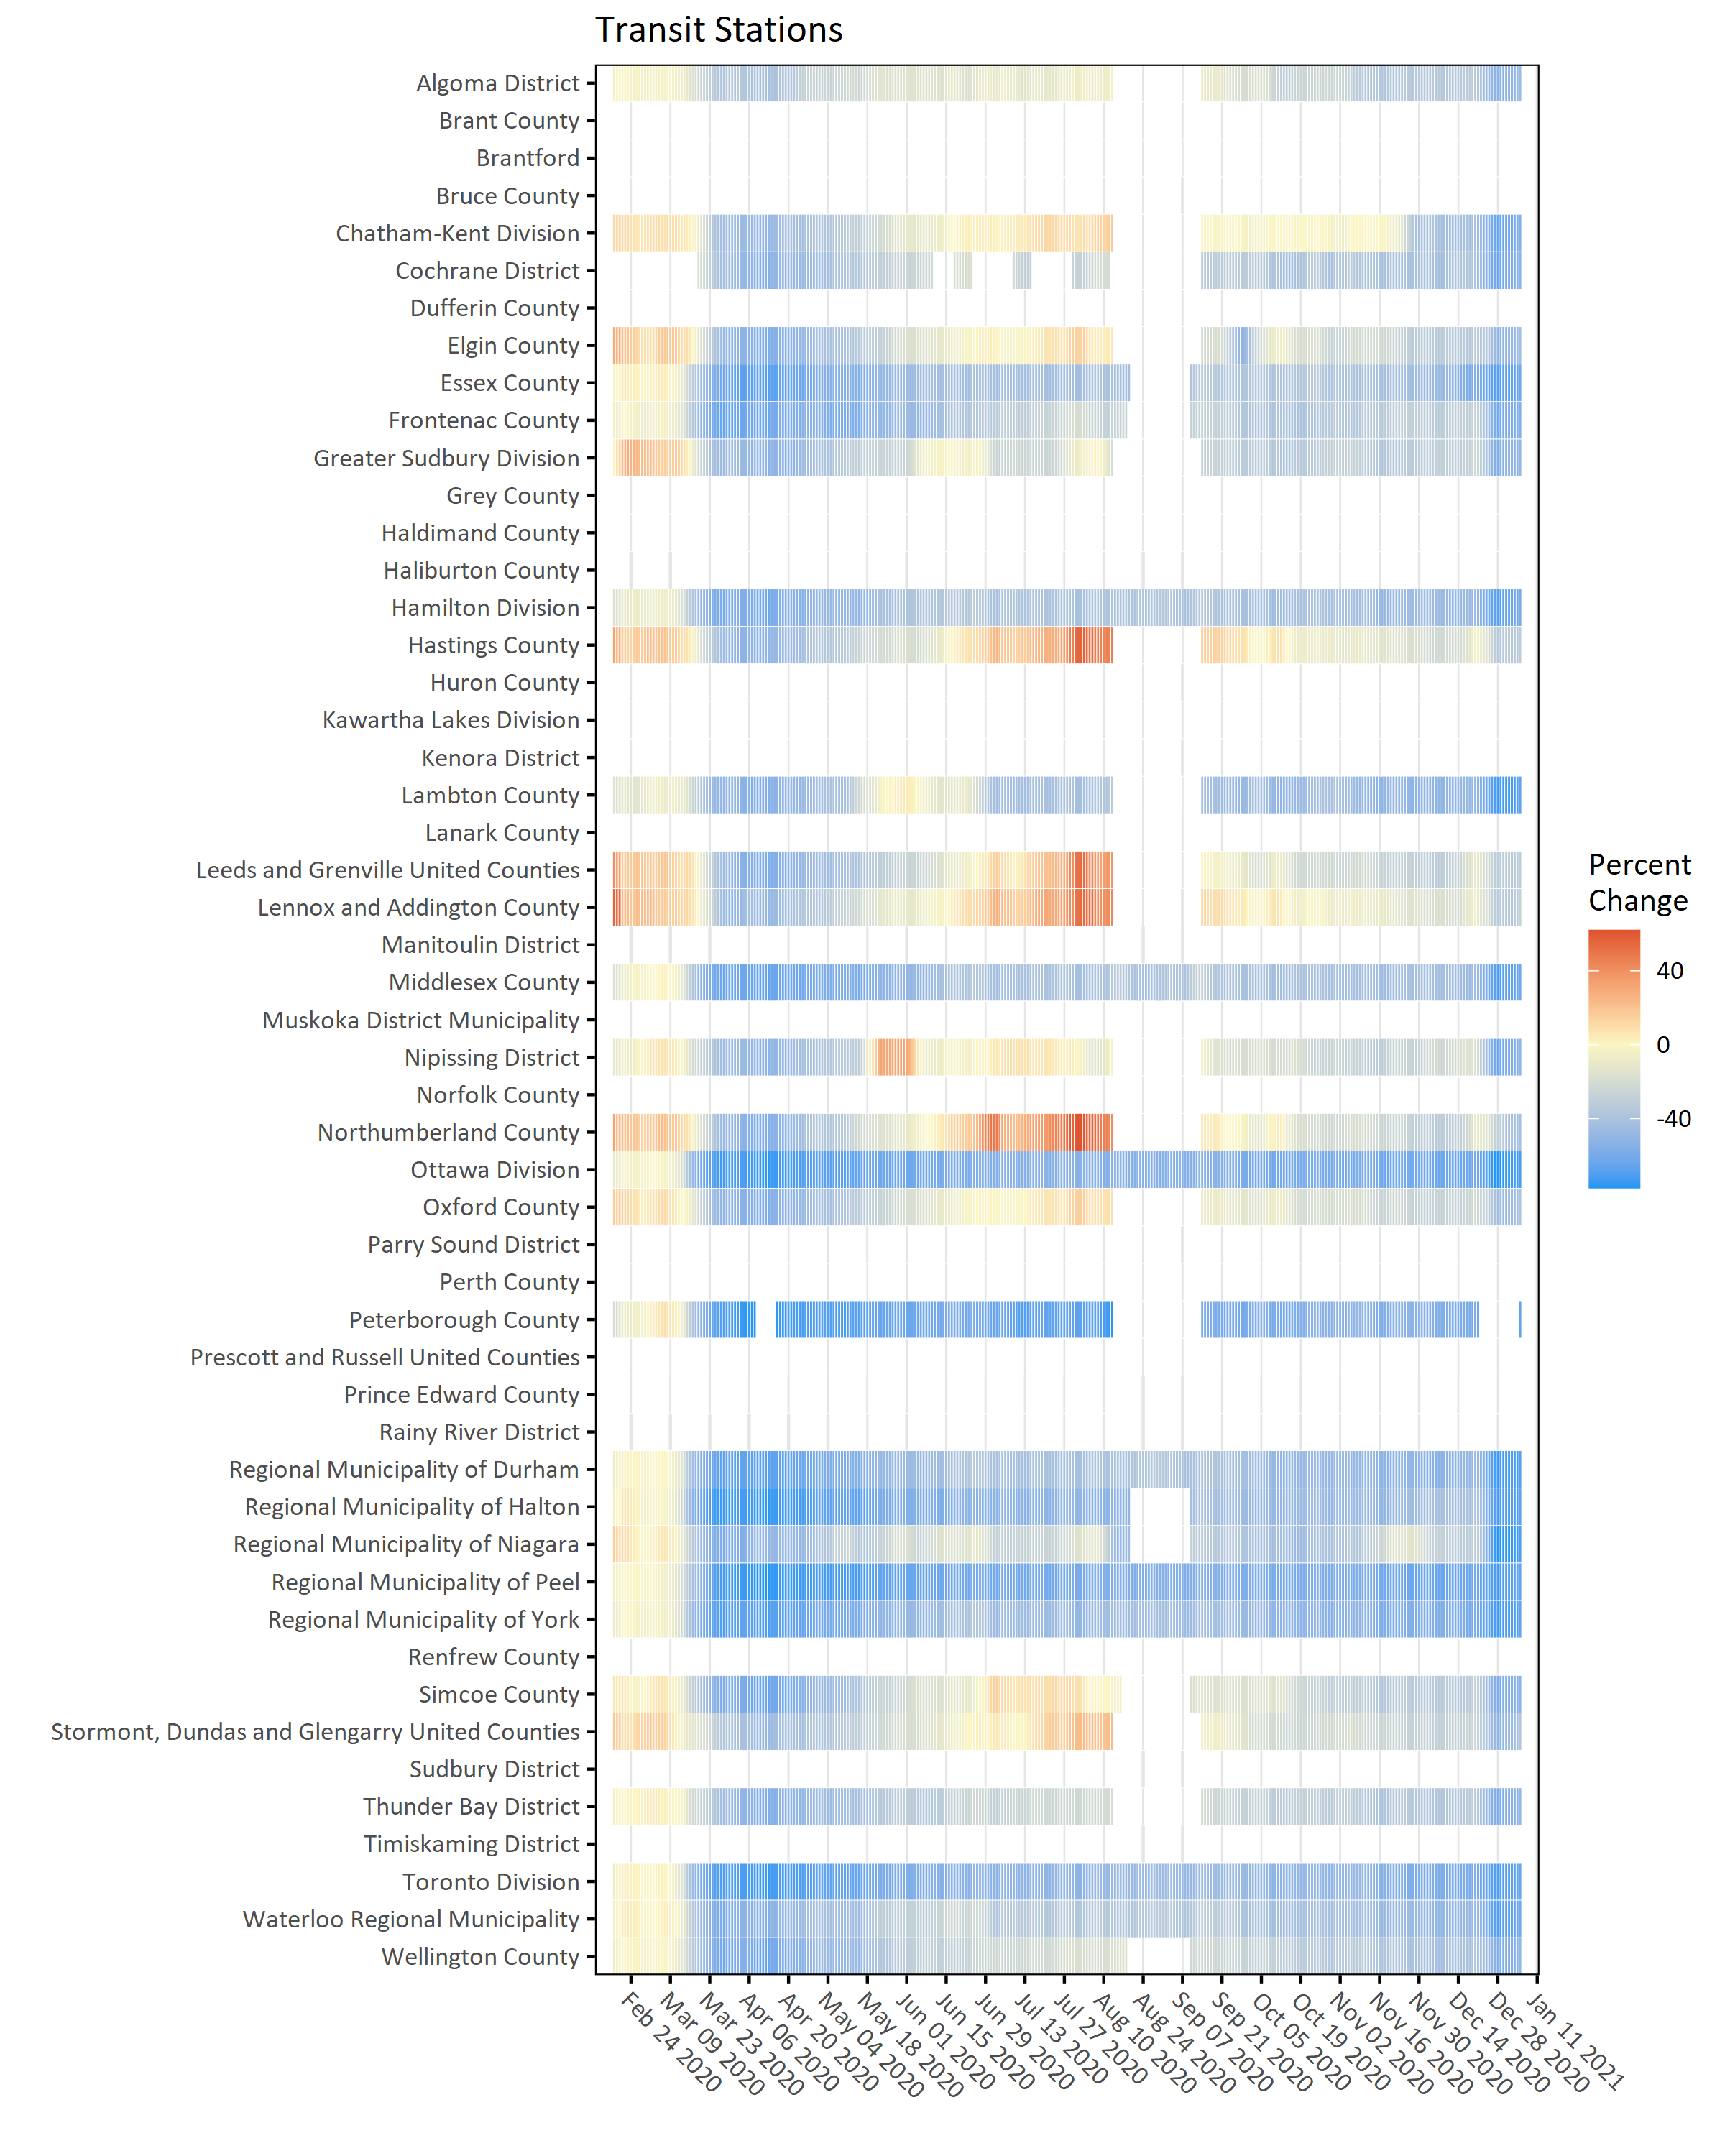 Transit Stations
Algoma District
Brant County
Brantford
Bruce County
Chatham-Kent Division
Cochrane District
Dufferin County
Elgin County
Essex County
Frontenac County
Greater Sudbury Division
Grey County
Haldimand County
Haliburton County
Hamilton Division
Hastings County
Huron County
Kawartha Lakes Division
Kenora District
Lambton County
Lanark County
Leeds and Grenville United Counties
Lennox and Addington County
Manitoulin District
Middlesex County
Muskoka District Municipality
Nipissing District
Norfolk County
Northumberland County
Ottawa Division
Oxford County
Parry Sound District
Perth County
Peterborough County
Prescott and Russell United Counties
Prince Edward County
Rainy River District
Regional Municipality of Durham
Regional Municipality of Halton
Regional Municipality of Niagara
Regional Municipality of Peel
Regional Municipality of York
Renfrew County
Simcoe County
Stormont, Dundas and Glengarry United Counties
Sudbury District
Thunder Bay District
Timiskaming District
Toronto Division
Waterloo Regional Municipality
Wellington County
Feb 24 2020
Mar 09 2020
Mar 23 2020
Apr 06 2020
Apr 20 2020
May 04 2020
May 18 2020
Jun 01 2020
Jun 15 2020
Jun 29 2020
Jul 13 2020
Jul 27 2020
Aug 10 2020
Aug 24 2020
Sep 07 2020
Sep 21 2020
Oct 05 2020
Oct 19 2020
Nov 02 2020
Nov 16 2020
Nov 30 2020
Dec 14 2020
Dec 28 2020
Jan 11 2021
Percent
Change
40
0
-40